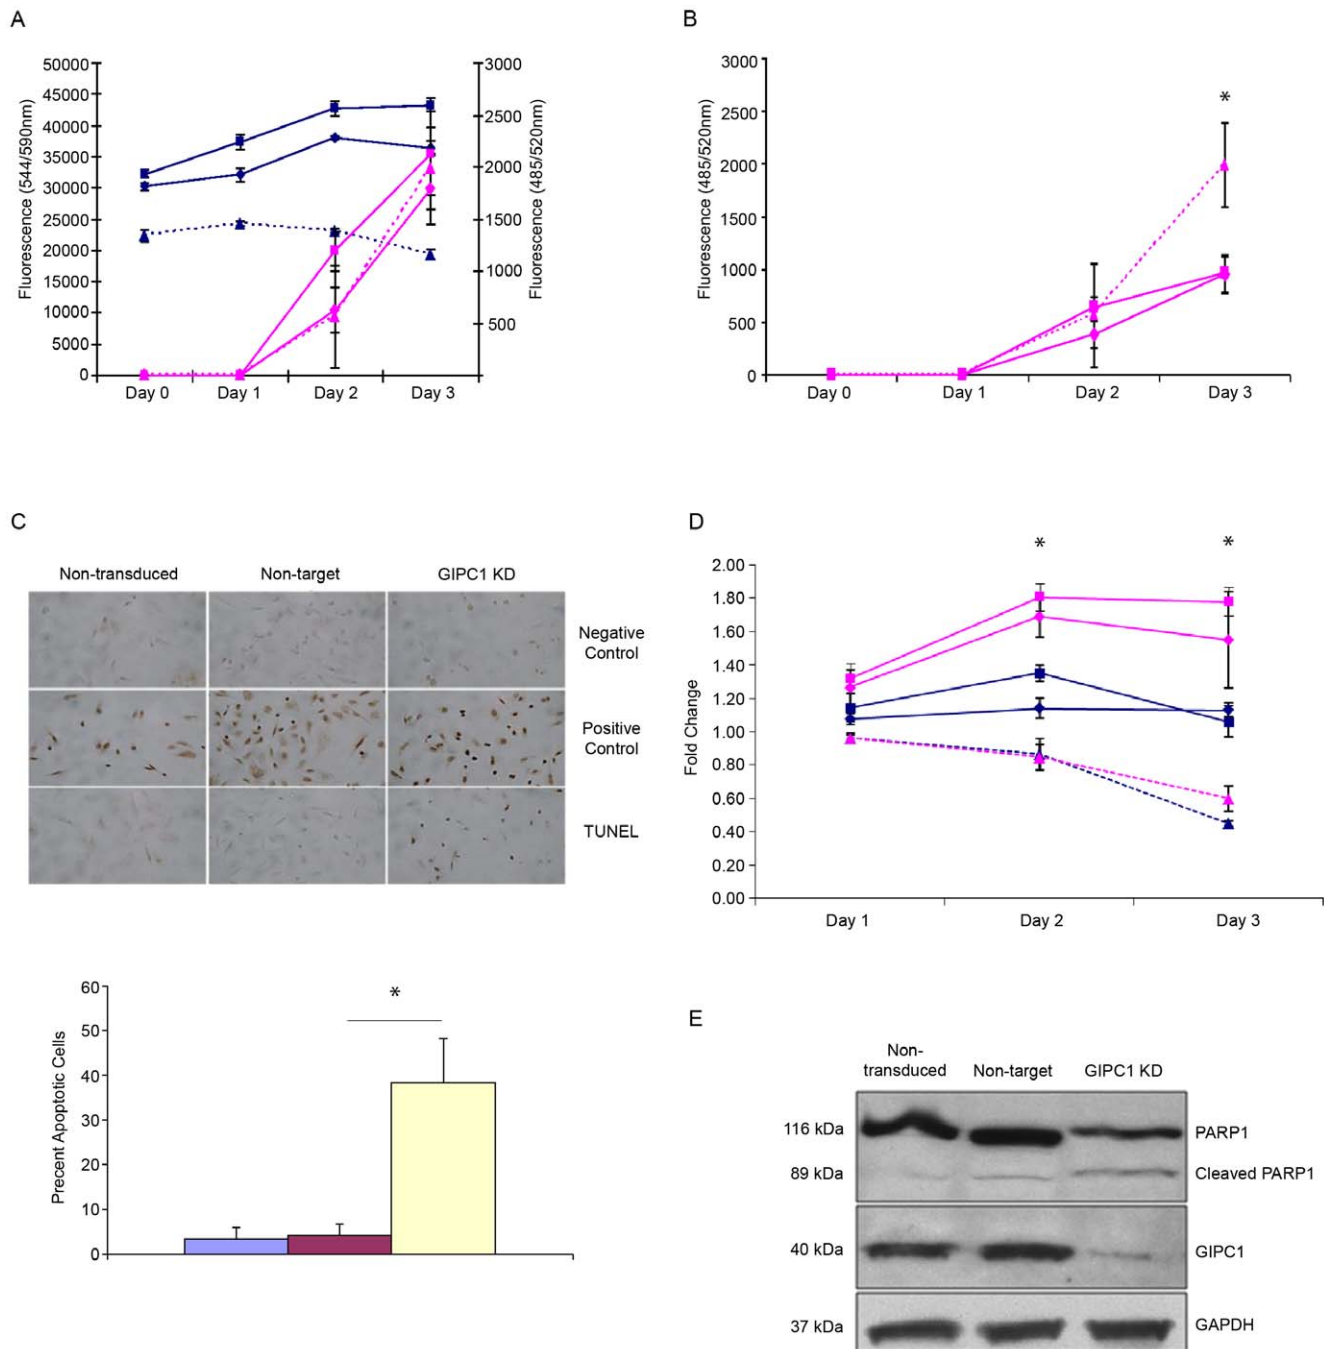 A
B
50000
45000
40000
35000
30000
25000
20000
15000
10000
5000
0
Fluorescence (544/590nm)
3000
2500
2000
1500
1000
500
Fluorescence (485/520nm)
Day 0
Day 1
Day 2
Day 3
3000
2500
2000
1500
1000
500
0
Fluorescence (485/520nm)
*
Day 0
Day 1
Day 2
Day 3
C
Non-transduced
Non-target
GIPC1 KD
Negative
Control
Positive
Control
TUNEL
D
*
*
2.00
1.80
1.60
1.40
1.20
1.00
0.80
0.60
0.40
0.20
0.00
Fold Change
Day 1
Day 2
Day 3
60
50
40
30
20
10
0
Precent Apoptotic Cells
*
E
Non-
transduced
Non-target
GIPC1 KD
116 kDa
PARP1
89 kDa
Cleaved PARP1
40 kDa
GIPC1
37 kDa
GAPDH